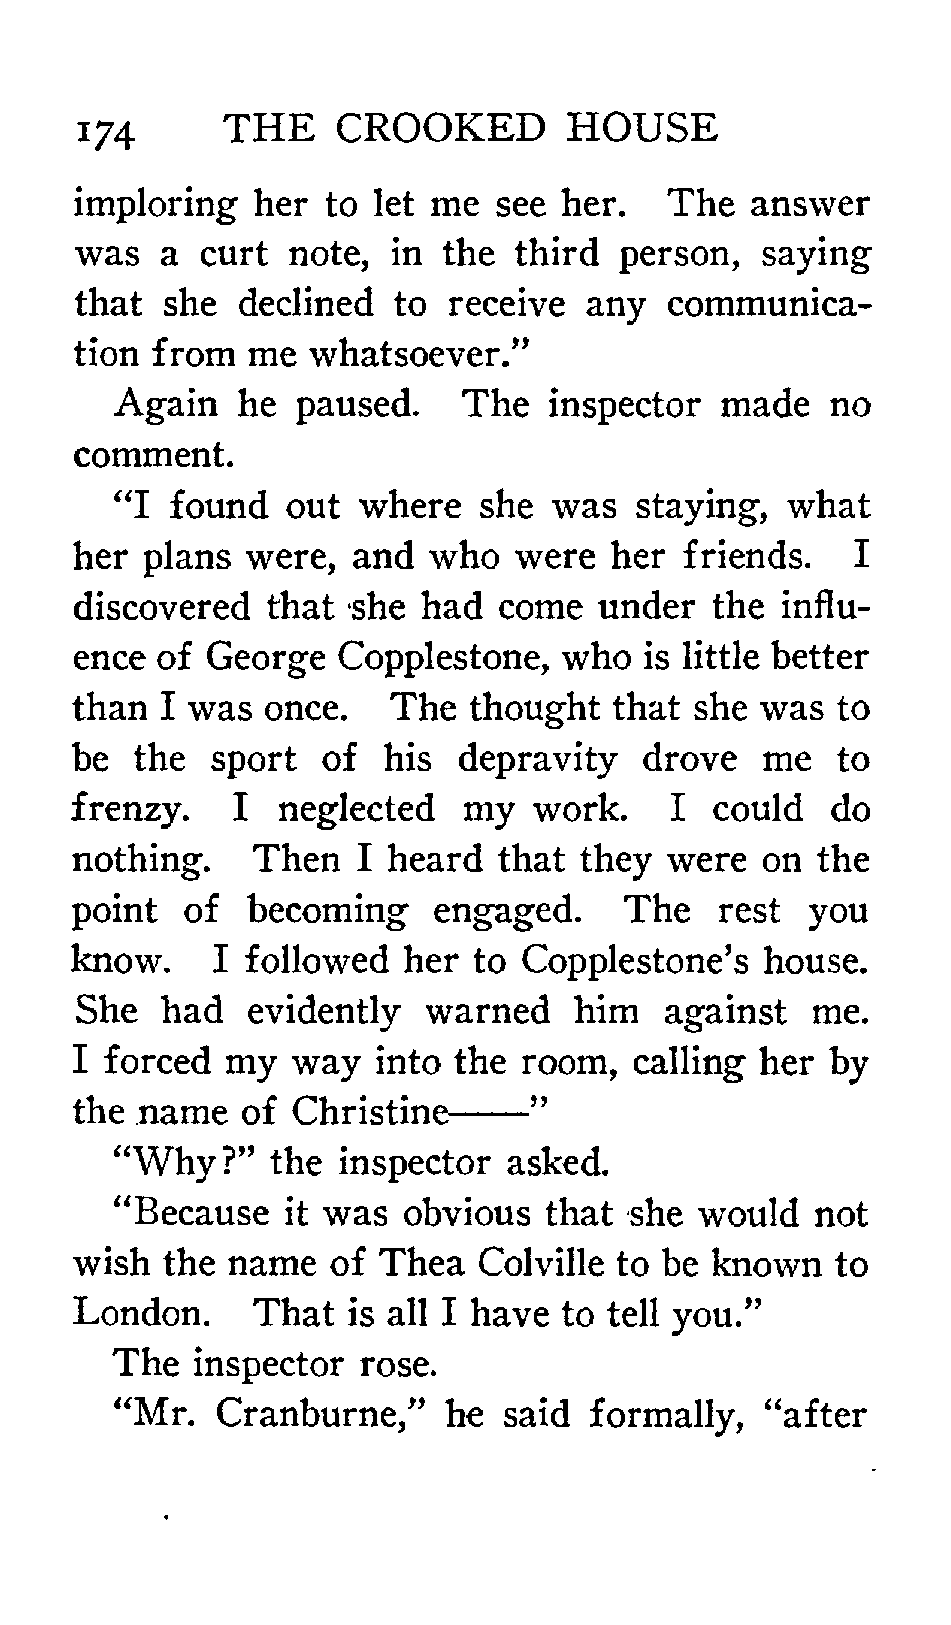 174 THE CROOKED HOUSE
imploring her to let me see her. The answer
was a curt note, in the third person, saying
that she declined to receive any communica-
tion from me whatsoever."
Again he paused. The inspector made no
comment.
"I found out where she was staying, what
her plans were, and who were her friends. I
discovered that she had come under the influ-
ence of George Copplestone, who is little better
than I was once. The thought that she was to
be the sport of his depravity drove me to
frenzy. I neglected my work. I could do
nothing. Then I heard that they were on the
point of becoming engaged. The rest you
know. I followed her to Copplestone's house.
She had evidently warned him against me.
I forced my way into the room, calling her by
the name of Christine——"
"Why?" the inspector asked.
"Because it was obvious that she would not
wish the name of Thea Colville to be known to
London. That is all I have to tell you."
The inspector rose.
"Mr. Cranburne," he said formally, "after